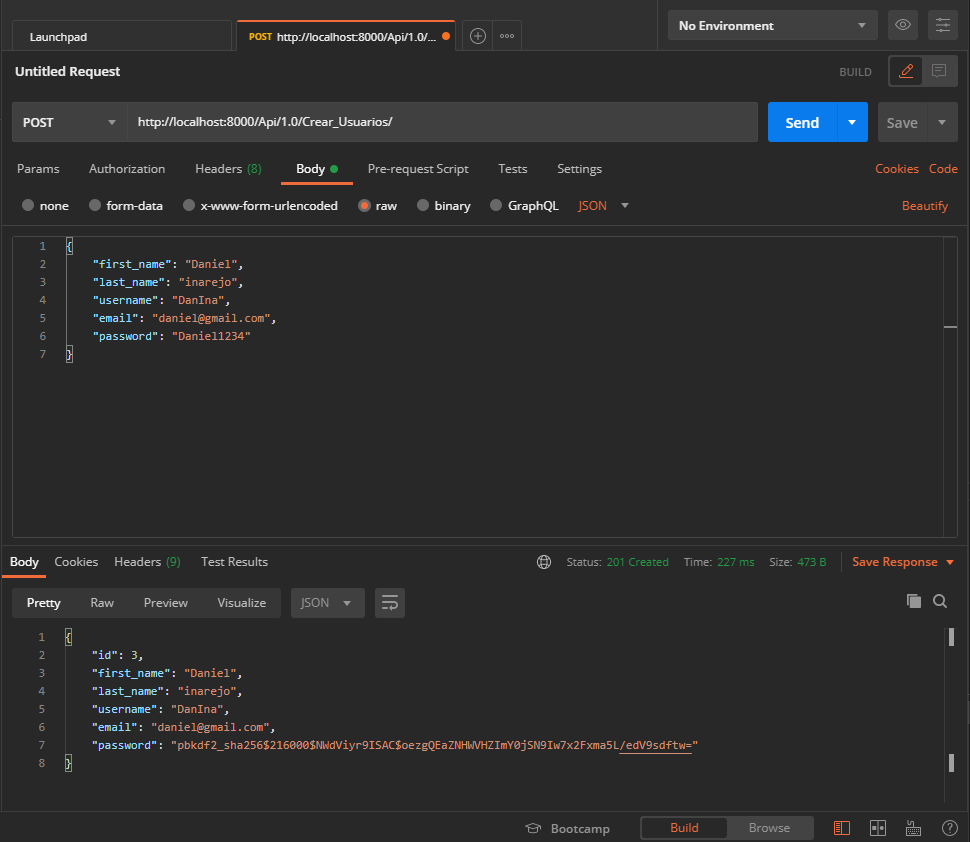 Launchpad
POST http://localhost:8000/Api/1.0/...
No Environment
Untitled Request
BUILD
POST
http://localhost:8000/Api/1.0/Crear_Usuarios/
Send
Save
Params Authorization Headers (8) Body Pre-request Script Tests Settings Cookies Code
none form-data x-www-form-urlencoded raw binary GraphQL JSON Beautify
1 {
2 "first_name": "Daniel",
3 "last_name": "inarejo",
4 "username": "DanIna",
5 "email": "daniel@gmail.com",
6 "password": "Daniel1234"
7 }
Body Cookies Headers (9) Test Results Status: 201 Created Time: 227 ms Size: 473 B Save Response
Pretty Raw Preview Visualize JSON
1 {
2 "id": 3,
3 "first_name": "Daniel",
4 "last_name": "inarejo",
5 "username": "DanIna",
6 "email": "daniel@gmail.com",
7 "password": "pbkdf2_sha256$216000$NWdViyr9ISAC$oezgQEaZNHWVHZImY0jSN9Iw7x2Fxma5L/edV9sdftw="
8 }
Bootcamp Build Browse